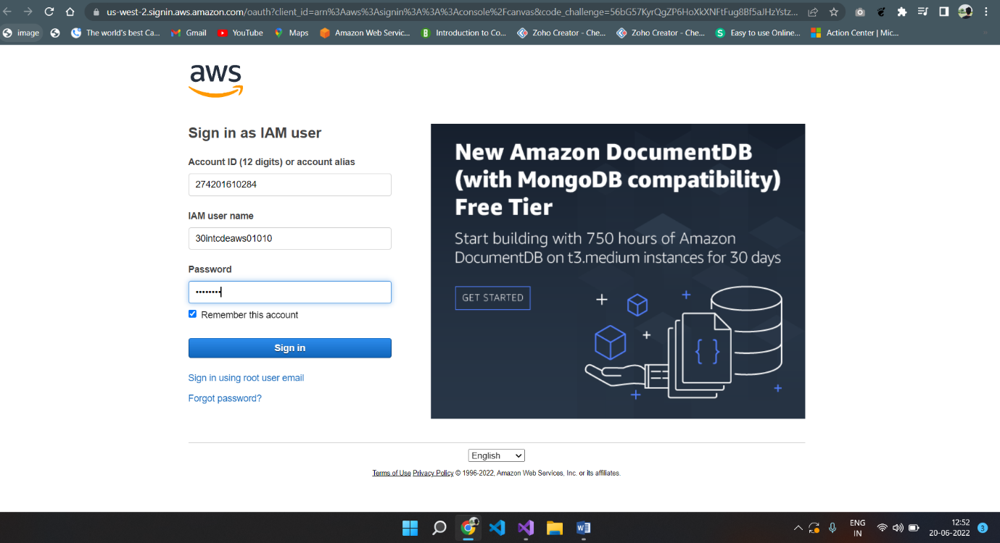 us-west-2.signin.aws.amazon.com/oauth?client_id=arn%3Aaws%3Asignin%3A%3A%3Aconsole%2Fcanvas&code_challenge=56bG57KyrQgZP6HoXkXNFtFug8Bf5aJHzYstz...
image
The world's best Ca...
Gmail
YouTube
Maps
Amazon Web Servic...
Introduction to Co...
Zoho Creator - Che...
Zoho Creator - Che...
Easy to use Online...
Action Center | Mic...
aws
Sign in as IAM user
Account ID (12 digits) or account alias
274201610284
IAM user name
30intcdeaws01010
Password
Remember this account
Sign in
Sign in using root user email
Forgot password?
New Amazon DocumentDB
(with MongoDB compatibility)
Free Tier
Start building with 750 hours of Amazon
DocumentDB on t3.medium instances for 30 days
GET STARTED
English
Terms of Use Privacy Policy © 1996-2022, Amazon Web Services, Inc. or its affiliates.
ENG
IN
12:52
20-06-2022
3